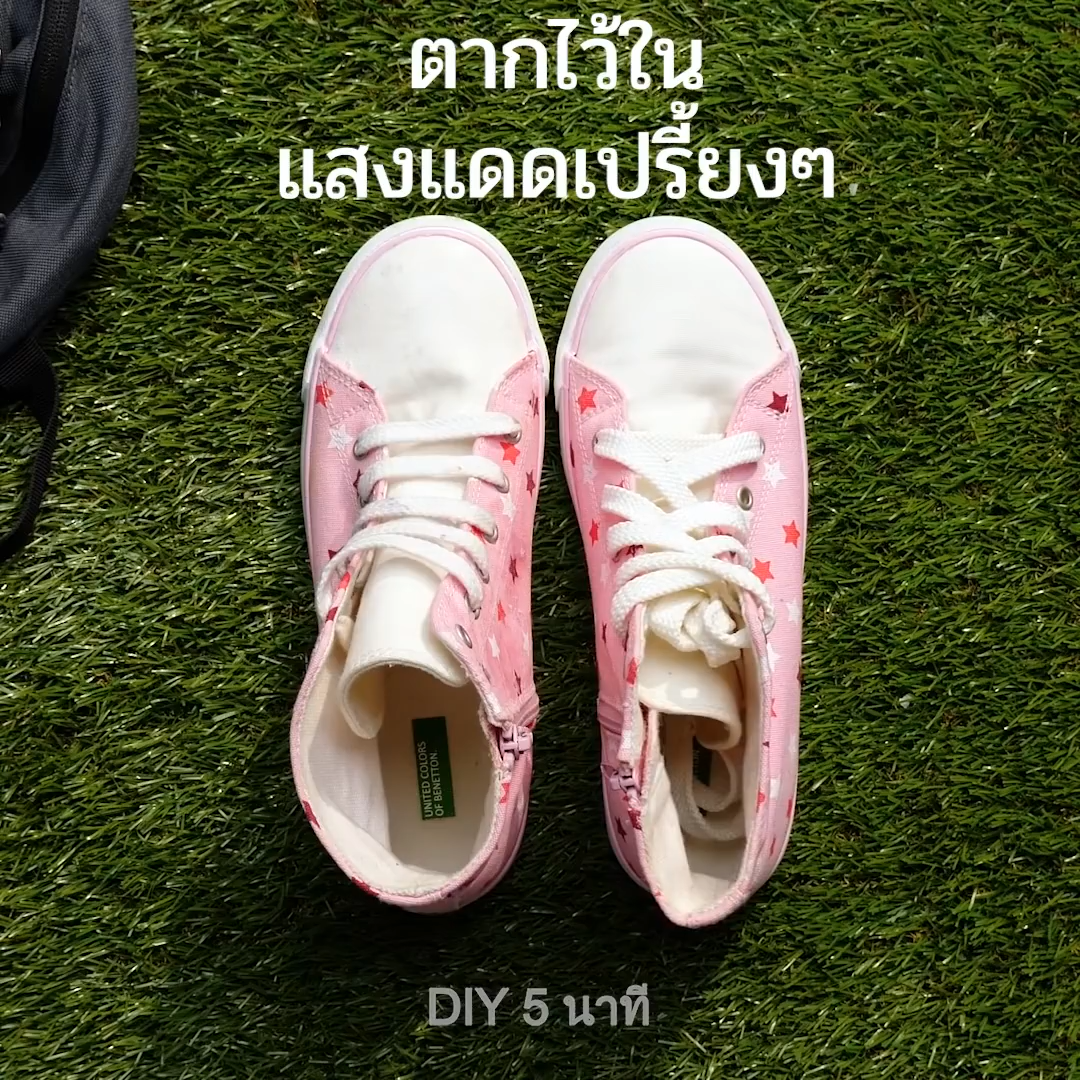 ตากไว้ใน
แสงแดดเปรี้ยงๆ
UNITED COLORS
OF BENETTON.
DIY 5 นาที